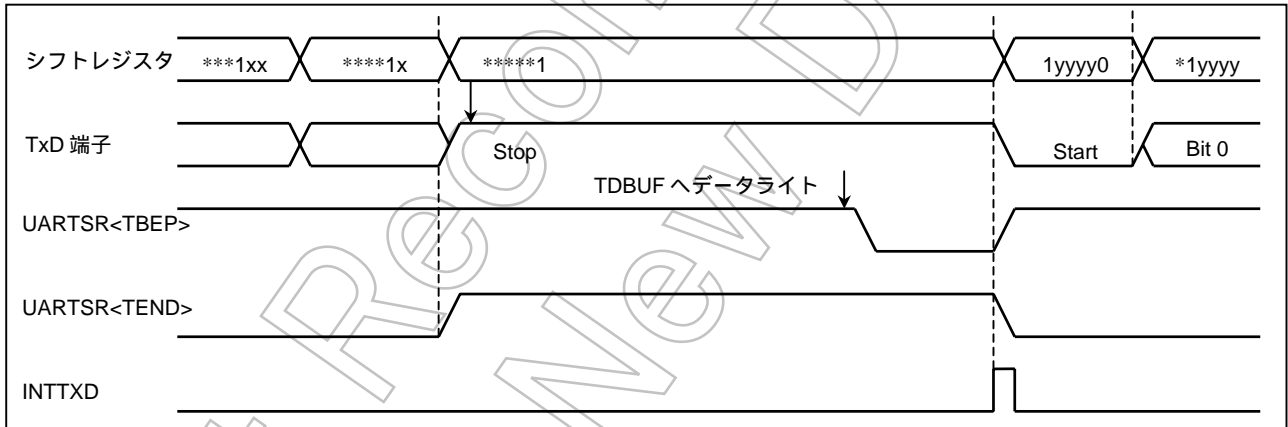 シフトレジスタ ***1xx ****1x *****1 1yyyy0 *1yyyy
TxD 端子 Stop Start Bit 0
TDBUF へデータライト
UARTSR<TBEP>
UARTSR<TEND>
INTTXD